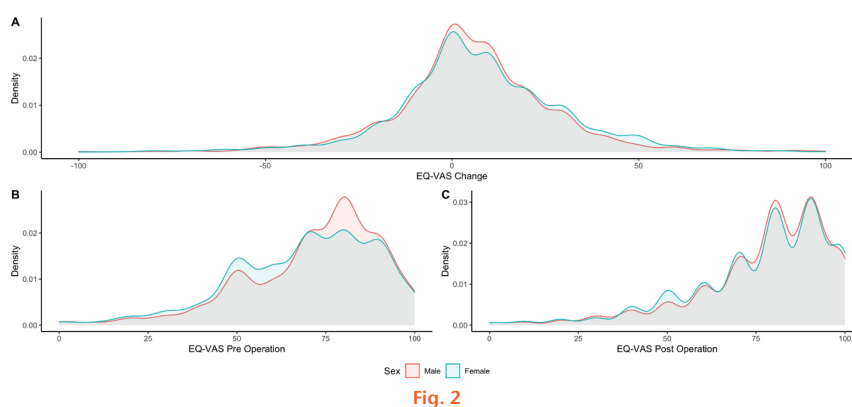 A
Density
0.02
0.01
0.00
-100
-50
0
50
100
EQ-VAS Change
B
Density
0.02
0.01
0.00
0
25
50
75
100
EQ-VAS Pre Operation
C
Density
0.03
0.02
0.01
0.00
0
25
50
75
100
EQ-VAS Post Operation
Sex Male Female
Fig. 2